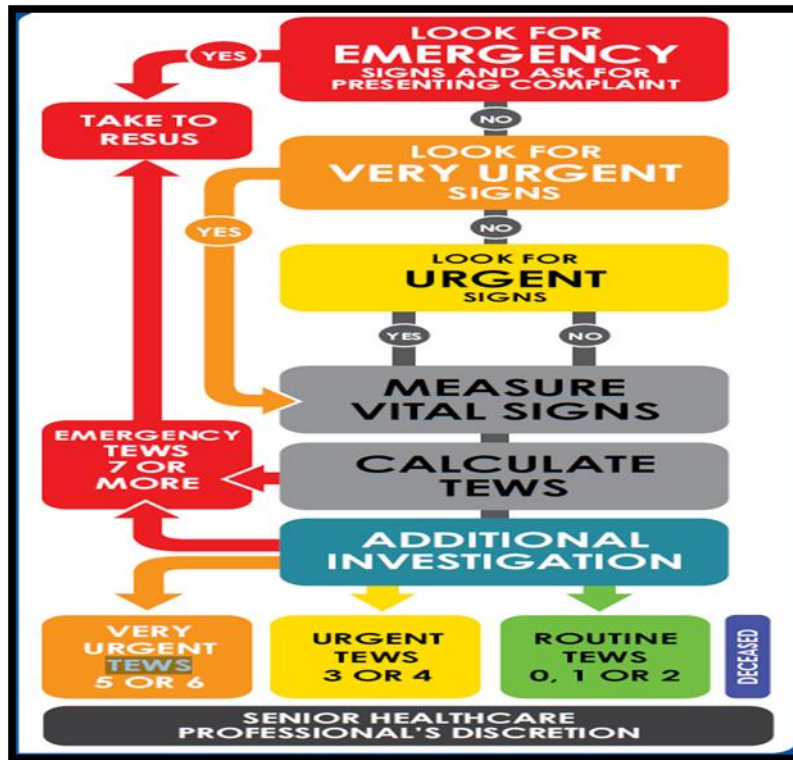 LOOK FOR
EMERGENCY
SIGNS AND ASK FOR
PRESENTING COMPLAINT
YES
TAKE TO
RESUS
NO
LOOK FOR
VERY URGENT
SIGNS
YES
NO
LOOK FOR
URGENT
SIGNS
YES
NO
MEASURE
VITAL SIGNS
EMERGENCY
TEWS
7 OR
MORE
CALCULATE
TEWS
ADDITIONAL
INVESTIGATION
VERY
URGENT
TEWS
5 OR 6
URGENT
TEWS
3 OR 4
ROUTINE
TEWS
0, 1 OR 2
DECEASED
SENIOR HEALTHCARE
PROFESSIONAL'S DISCRETION